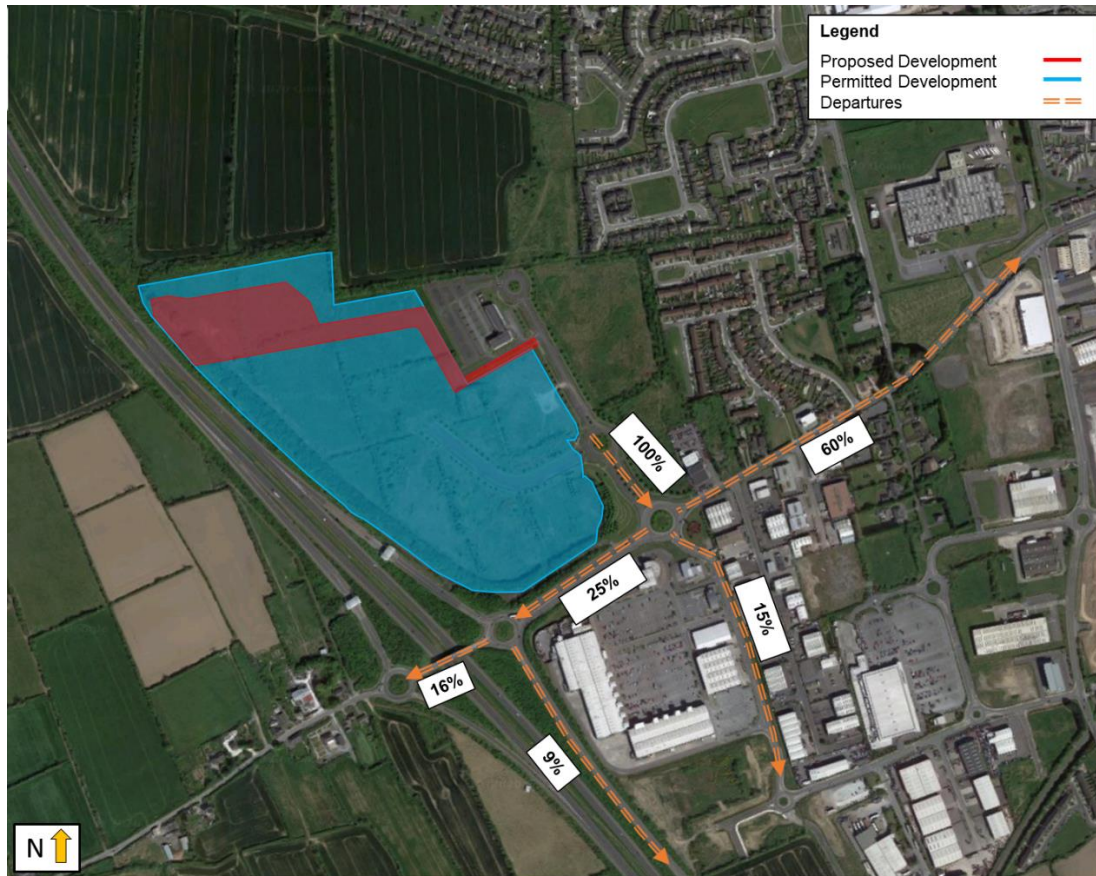 Legend
Proposed Development
Permitted Development
Departures
100%
60%
25%
15%
16%
9%
N